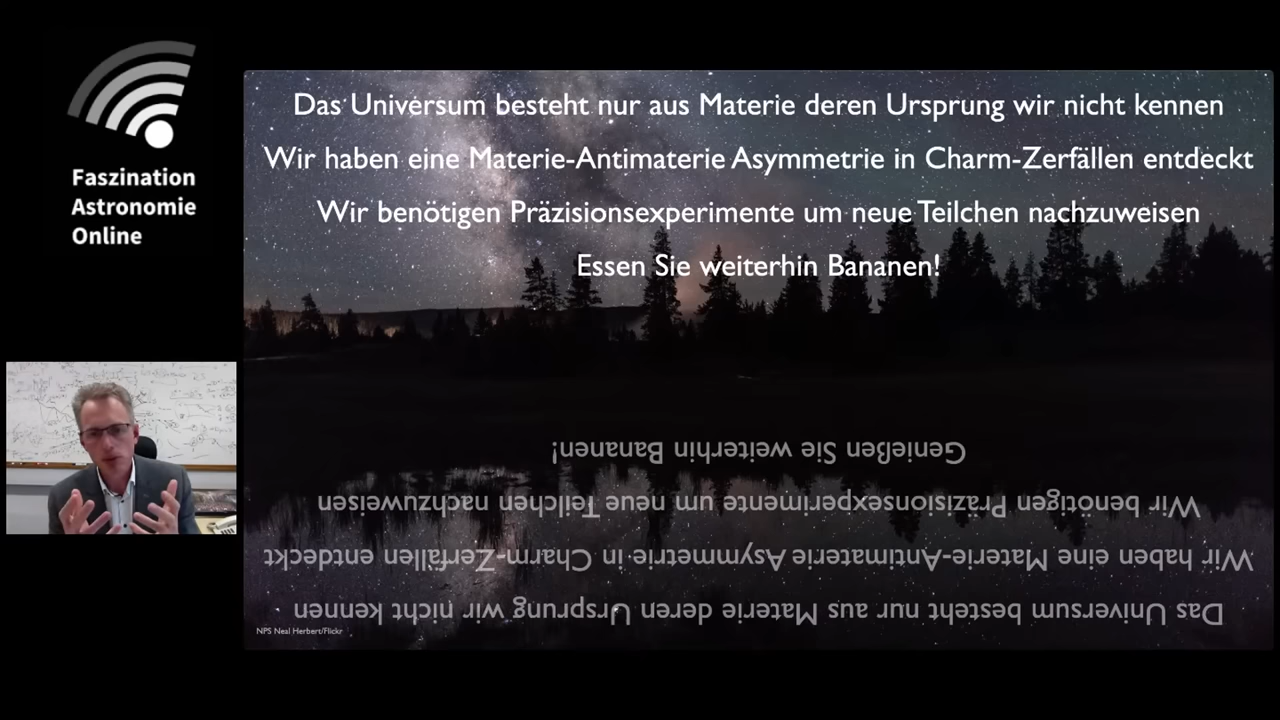 Faszination
Astronomie
Online
Das Universum besteht nur aus Materie deren Ursprung wir nicht kennen
Wir haben eine Materie-Antimaterie Asymmetrie in Charm-Zerfällen entdeckt
Wir benötigen Präzisionsexperimente um neue Teilchen nachzuweisen
Essen Sie weiterhin Bananen!
Genießen Sie weiterhin Bananen!
Wir benötigen Präzisionsexperimente um neue Teilchen nachzuweisen
Wir haben eine Materie-Antimaterie Asymmetrie in Charm-Zerfällen entdeckt
Das Universum besteht nur aus Materie deren Ursprung wir nicht kennen
NPS Neal Herbert/Flickr